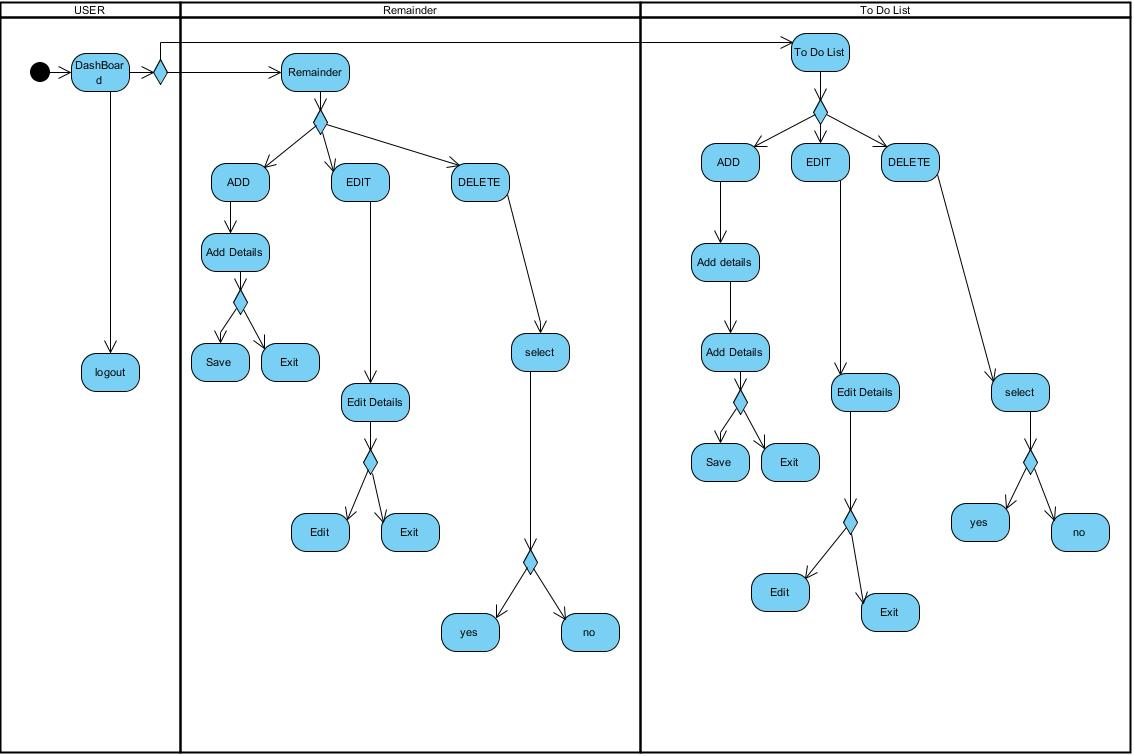 USER
Remainder
To Do List
DashBoar
d
logout
Remainder
ADD
EDIT
DELETE
Add Details
Save
Exit
select
Edit Details
Edit
Exit
yes
no
To Do List
ADD
EDIT
DELETE
Add details
Add Details
Save
Exit
Edit Details
select
yes
no
Edit
Exit